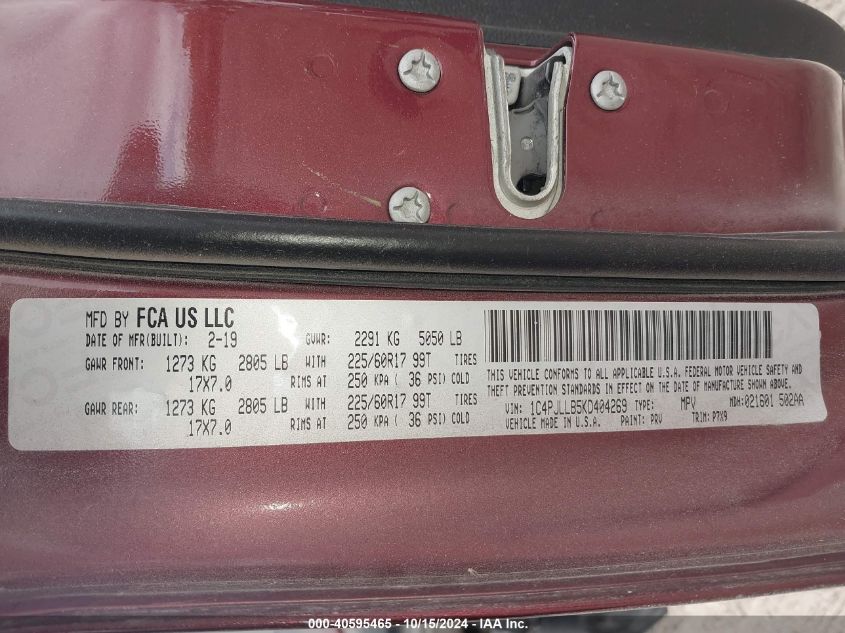 MFD BY FCA US LLC
DATE OF MFR(BUILT): 2-19 GVWR: 2291 KG 5050 LB
GAWR FRONT: 1273 KG 2805 LB WITH 225/60R17 99T TIRES
17X7.0 RIMS AT 250 KPA ( 36 PSI) COLD
GAWR REAR: 1273 KG 2805 LB WITH 225/60R17 99T TIRES
17X7.0 RIMS AT 250 KPA ( 36 PSI) COLD
THIS VEHICLE CONFORMS TO ALL APPLICABLE U.S.A. FEDERAL MOTOR VEHICLE SAFETY AND
THEFT PREVENTION STANDARDS IN EFFECT ON THE DATE OF MANUFACTURE SHOWN ABOVE.
VIN: 1C4PJLLB5KD404269 TYPE: MPV MDH: 021601 502AA
VEHICLE MADE IN U.S.A. PAINT: PRV TRIM: P7X9
<<< 40595465 - 10/15/2024 - IAA Inc. >>>